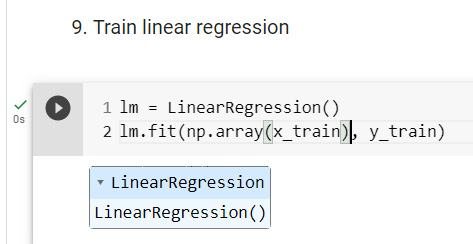 9. Train linear regression
0s
1 lm = LinearRegression()
2 lm.fit(np.array(x_train), y_train)
▾ LinearRegression
LinearRegression()